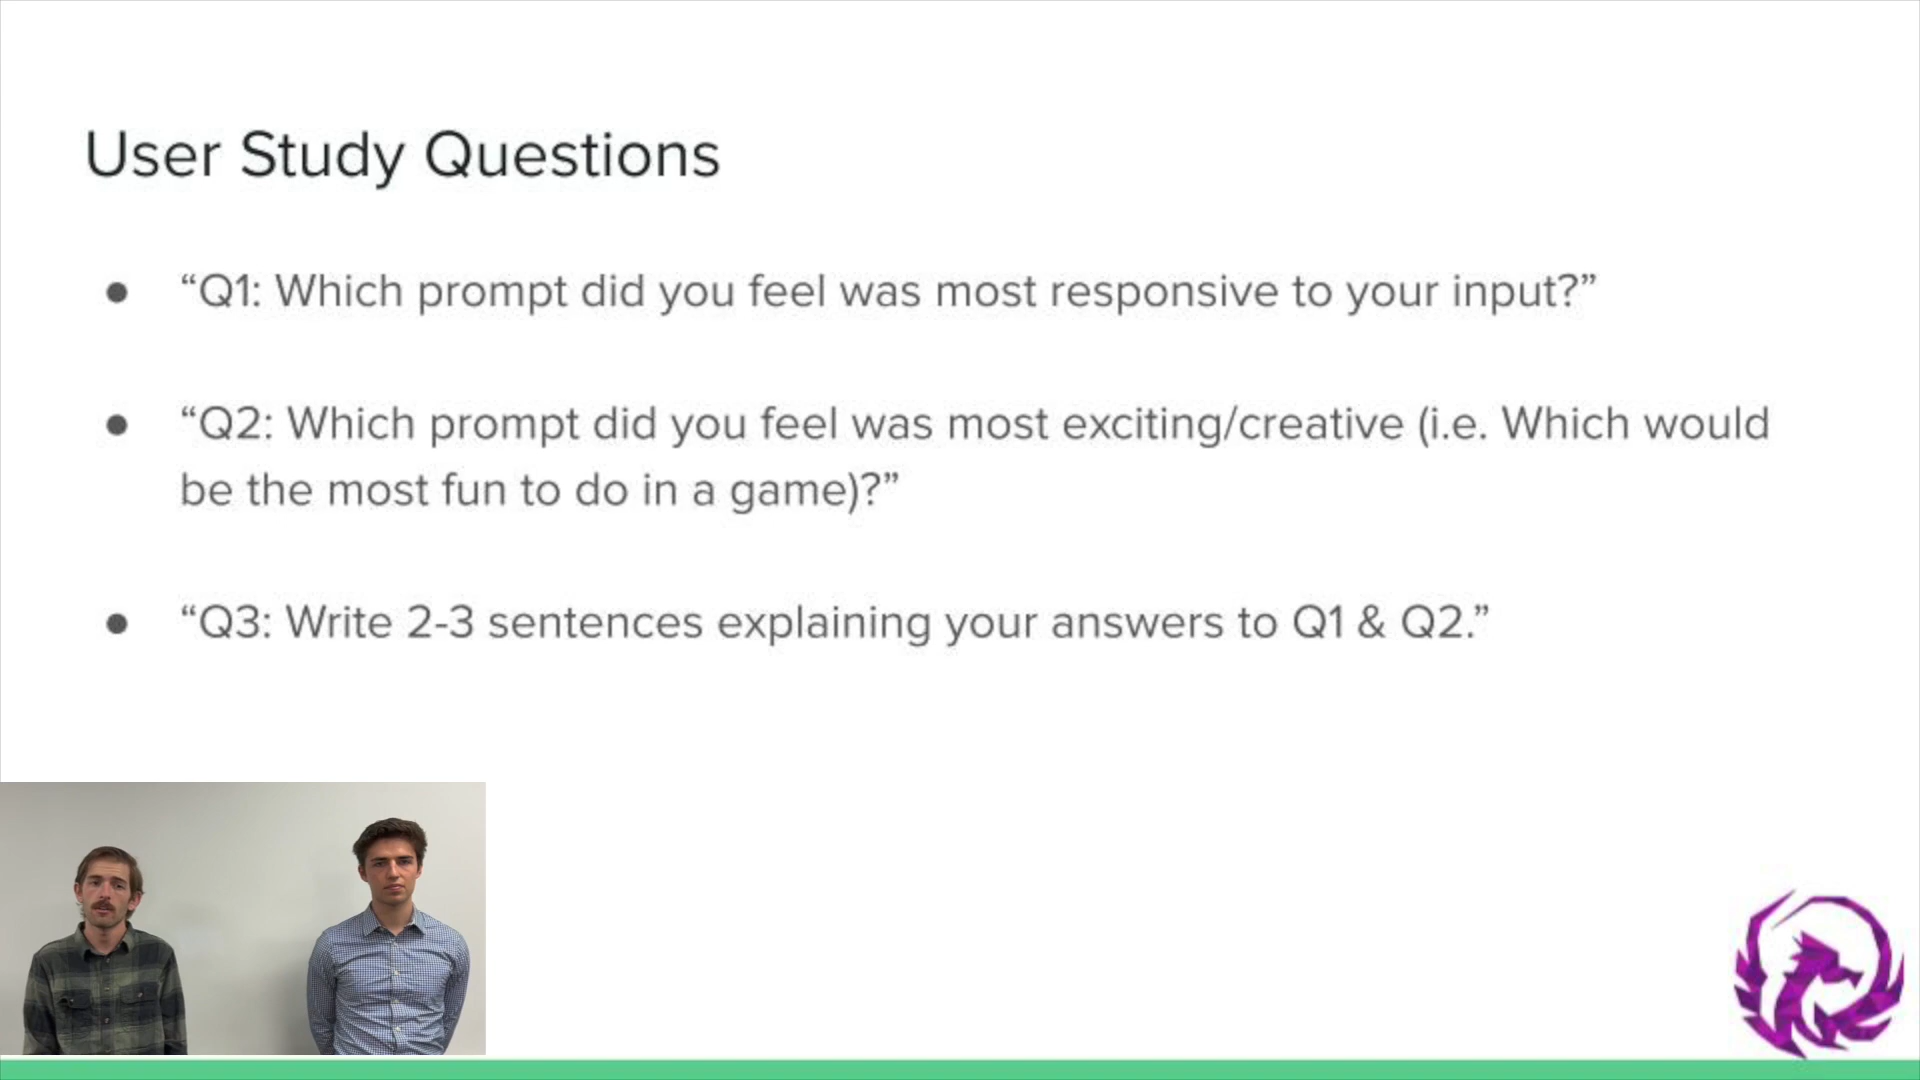 User Study Questions
“Q1: Which prompt did you feel was most responsive to your input?”
“Q2: Which prompt did you feel was most exciting/creative (i.e. Which would
be the most fun to do in a game)?”
“Q3: Write 2-3 sentences explaining your answers to Q1 & Q2.”